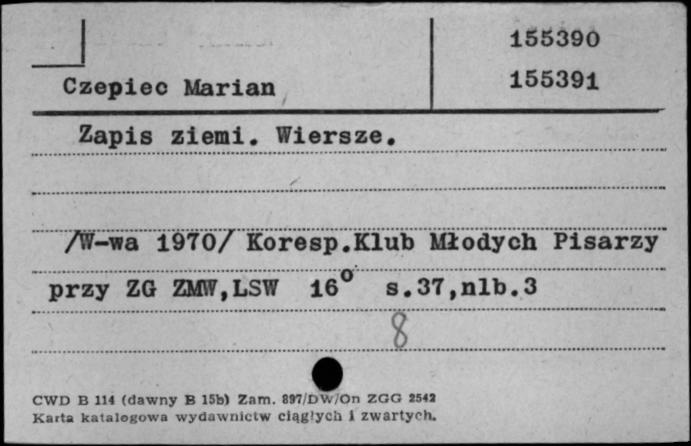 155390
Czepiec Marian 155391
Zapis ziemi. Wiersze.
/W-wa 1970/ Koresp.Klub Młodych Pisarzy
przy ZG ZMW,LSW 16° s.37,nlb.3
8
CWD B 114 (dawny B 15b) Zam. 897/DW/On ZGG 2542
Karta katalogowa wydawnictw ciągłych i zwartych.